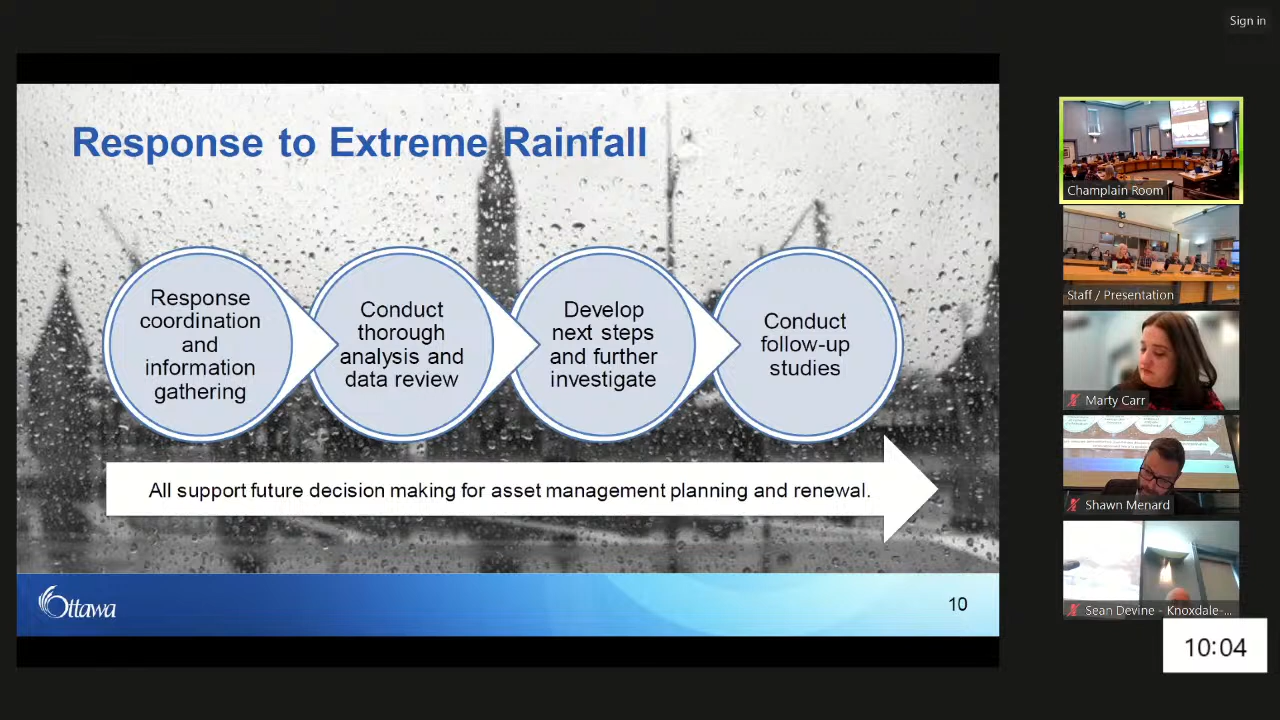 Sign in
Response to Extreme Rainfall
Response
coordination
and
information
gathering
Conduct
thorough
analysis and
data review
Develop
next steps
and further
investigate
Conduct
follow-up
studies
All support future decision making for asset management planning and renewal.
Ottawa
10
Champlain Room
Staff / Presentation
Marty Carr
Shawn Menard
Sean Devine - Knoxdale-...
10:04